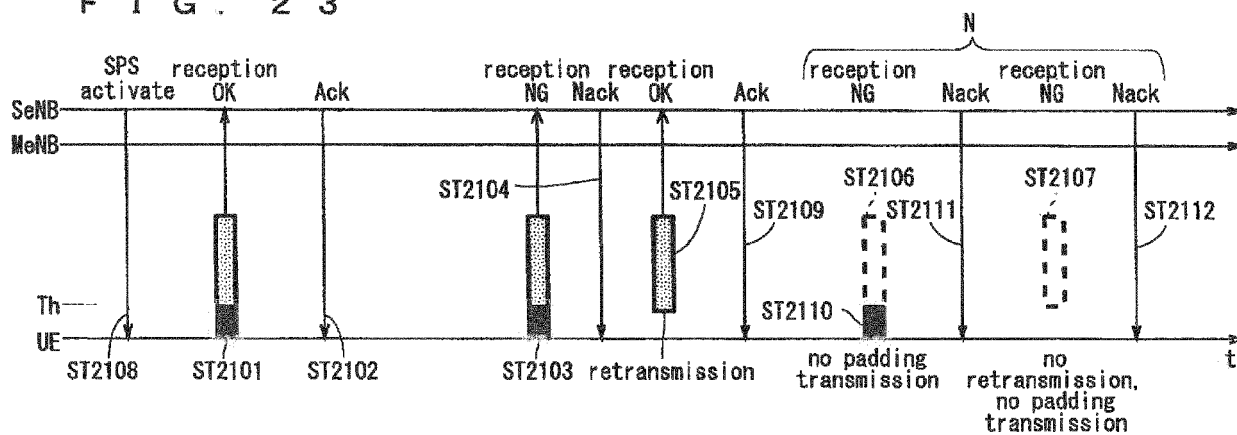 FIG. 23
N
SPS activate
reception OK
Ack
reception NG
Nack
reception OK
Ack
reception NG
Nack
reception NG
Nack
SeNB
MeNB
ST2104
ST2105
ST2109
ST2106
ST2111
ST2107
ST2112
Th
ST2110
UE
t
ST2108
ST2101
ST2102
ST2103
retransmission
no padding
transmission
no
retransmission,
no padding
transmission